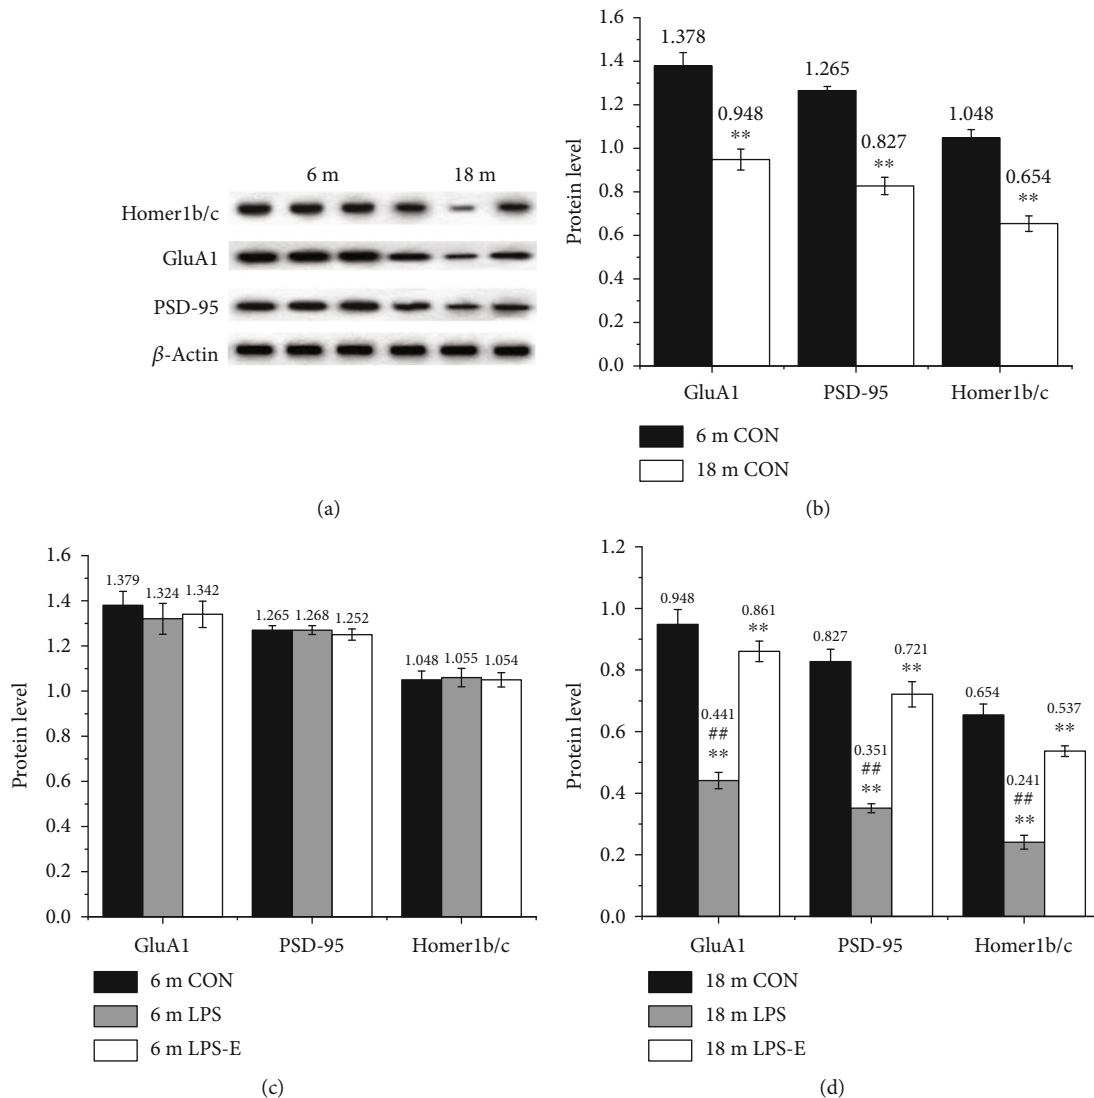 6 m 18 m
Homer1b/c
GluA1
PSD-95
β-Actin
(a)
Protein level
1.6
1.4
1.2
1.0
0.8
0.6
0.4
0.2
0.0
1.378
0.948
**
1.265
0.827
**
1.048
0.654
**
GluA1 PSD-95 Homer1b/c
6 m CON
18 m CON
(b)
Protein level
1.6
1.4
1.2
1.0
0.8
0.6
0.4
0.2
0.0
1.379 1.324 1.342
1.265 1.268 1.252
1.048 1.055 1.054
GluA1 PSD-95 Homer1b/c
6 m CON
6 m LPS
6 m LPS-E
(c)
Protein level
1.2
1.0
0.8
0.6
0.4
0.2
0.0
0.948
0.441
##
**
0.861
**
0.827
0.351
##
**
0.721
**
0.654
0.241
##
**
0.537
**
GluA1 PSD-95 Homer1b/c
18 m CON
18 m LPS
18 m LPS-E
(d)